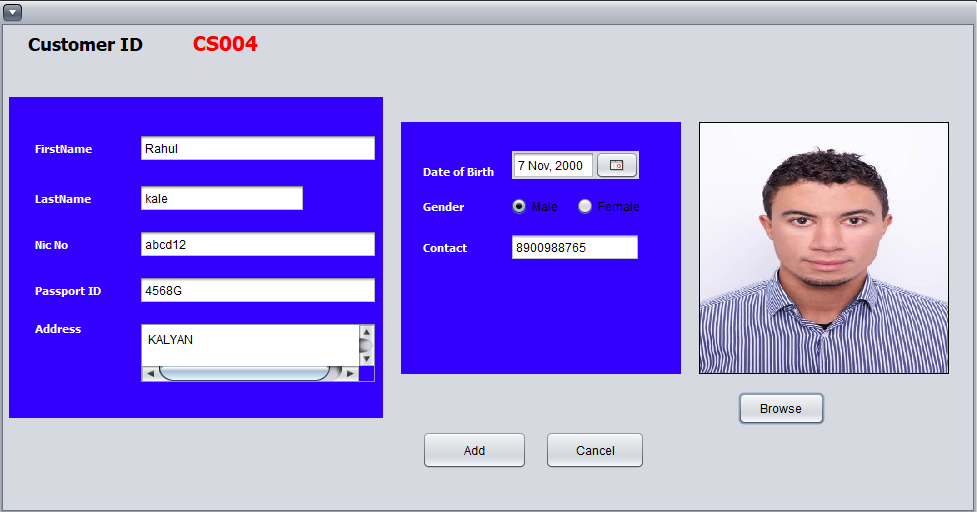 Customer ID CS004
FirstName Rahul
LastName kale
Nic No abcd12
Passport ID 4568G
Address KALYAN
Date of Birth 7 Nov, 2000
Gender Male Female
Contact 8900988765
Browse
Add Cancel